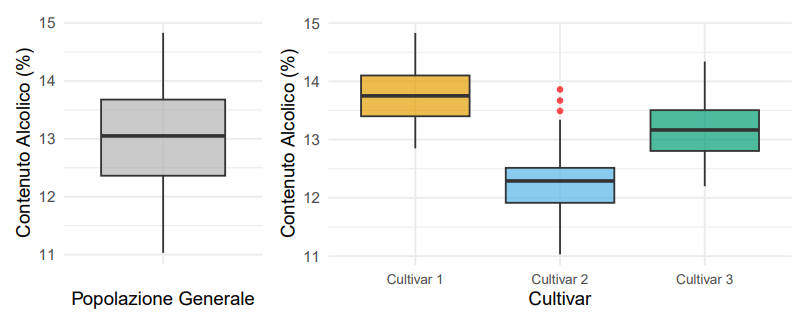 Contenuto Alcolico (%)
15
14
13
12
11
Popolazione Generale
Contenuto Alcolico (%)
15
14
13
12
11
Cultivar 1
Cultivar 2
Cultivar 3
Cultivar